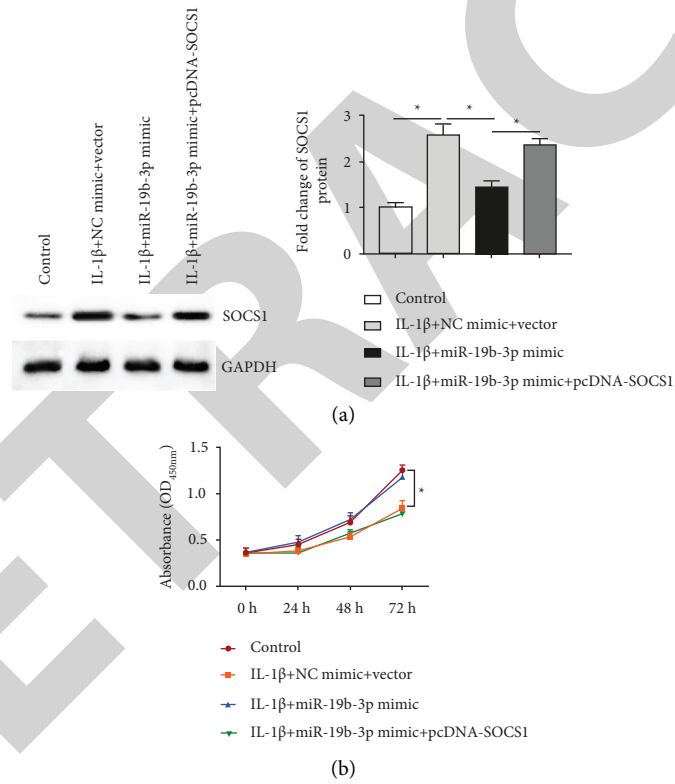 Control
IL-1β+NC mimic+vector
IL-1β+miR-19b-3p mimic
IL-1β+miR-19b-3p mimic+pcDNA-SOCS1
SOCS1
GAPDH
Fold change of SOCS1
protein
3
2
1
0
*
*
*
Control
IL-1β+NC mimic+vector
IL-1β+miR-19b-3p mimic
IL-1β+miR-19b-3p mimic+pcDNA-SOCS1
(a)
Absorbance (OD450nm)
1.5
1.0
0.5
0.0
*
0 h 24 h 48 h 72 h
Control
IL-1β+NC mimic+vector
IL-1β+miR-19b-3p mimic
IL-1β+miR-19b-3p mimic+pcDNA-SOCS1
(b)
ETRAC